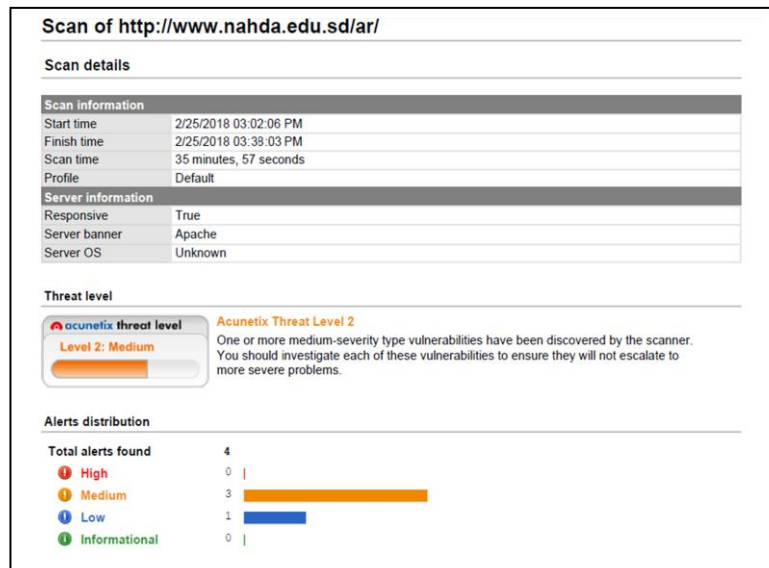 Scan of http://www.nahda.edu.sd/ar/
Scan details
Scan information
Start time 2/25/2018 03:02:06 PM
Finish time 2/25/2018 03:38:03 PM
Scan time 35 minutes, 57 seconds
Profile Default
Server information
Responsive True
Server banner Apache
Server OS Unknown
Threat level
acunetix threat level
Level 2: Medium
Acunetix Threat Level 2
One or more medium-severity type vulnerabilities have been discovered by the scanner.
You should investigate each of these vulnerabilities to ensure they will not escalate to
more severe problems.
Alerts distribution
Total alerts found 4
High 0
Medium 3
Low 1
Informational 0